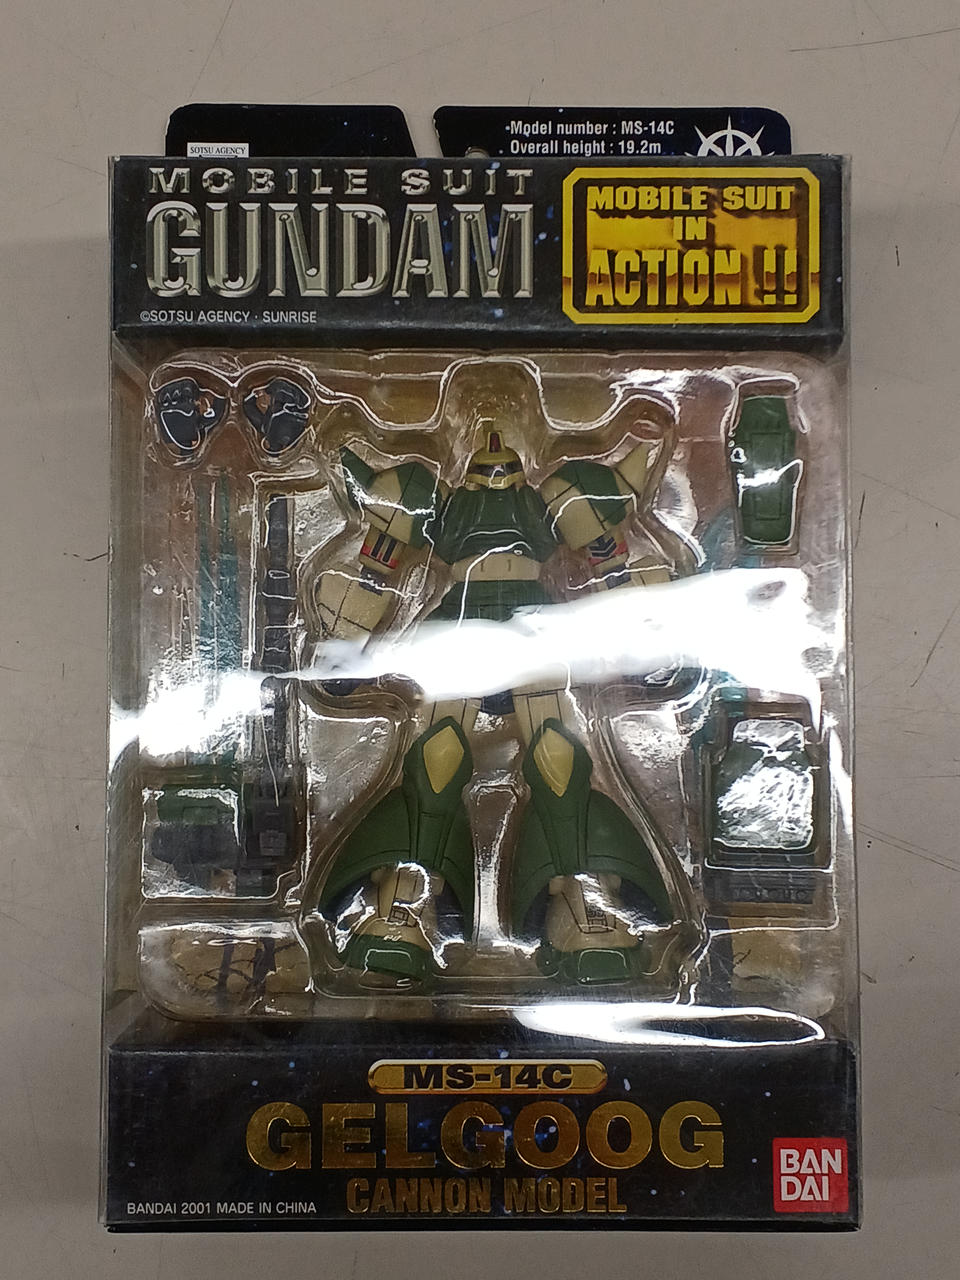 SOTSU AGENCY
·Model number : MS-14C
Overall height : 19.2m
MOBILE SUIT
GUNDAM
©SOTSU AGENCY · SUNRISE
MOBILE SUIT
IN
ACTION !!
MS-14C
GELGOOG
CANNON MODEL
BANDAI 2001 MADE IN CHINA
BAN
DAI